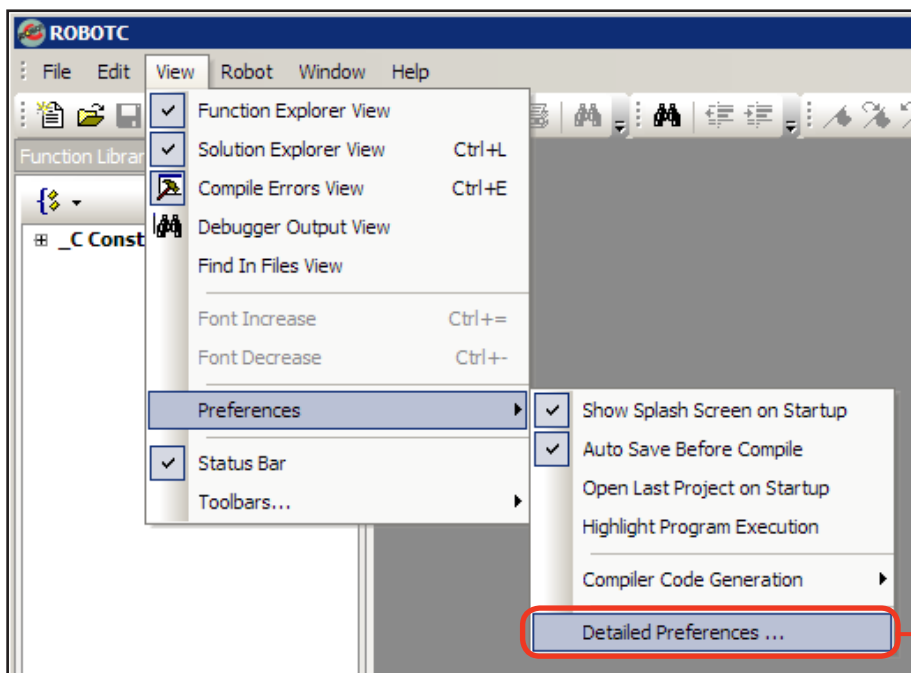 ROBOTC
File Edit View Robot Window Help
Function Explorer View
Function Librar
Solution Explorer View Ctrl+L
Compile Errors View Ctrl+E
Debugger Output View
_C Const
Find In Files View
Font Increase Ctrl+=
Font Decrease Ctrl+-
Preferences
Status Bar
Toolbars...
Show Splash Screen on Startup
Auto Save Before Compile
Open Last Project on Startup
Highlight Program Execution
Compiler Code Generation
Detailed Preferences ...